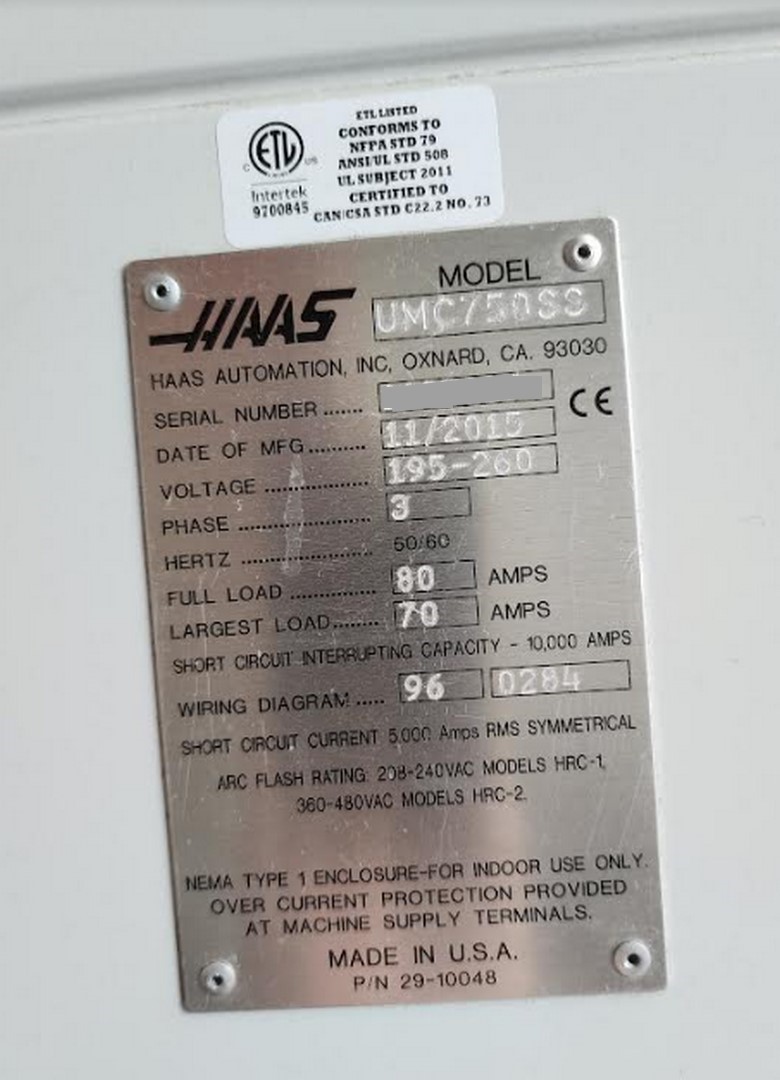 ETL LISTED
CONFORMS TO
NFPA STD 79
ANSI/UL STD 508
UL SUBJECT 2011
CERTIFIED TO
CAN/CSA STD C22.2 NO. 73
C ETL US
Intertek
9700845
HAAS
MODEL UMC750SS
HAAS AUTOMATION, INC, OXNARD, CA. 93030
SERIAL NUMBER .......
CE
DATE OF MFG.......... 11/2015
VOLTAGE .................. 195-260
PHASE ...................... 3
HERTZ ...................... 50/60
FULL LOAD .............. 80 AMPS
LARGEST LOAD........ 70 AMPS
SHORT CIRCUIT INTERRUPTING CAPACITY - 10,000 AMPS
WIRING DIAGRAM ..... 96 0284
SHORT CIRCUIT CURRENT 5,000 Amps RMS SYMMETRICAL
ARC FLASH RATING: 208-240VAC MODELS HRC-1,
360-480VAC MODELS HRC-2.
NEMA TYPE 1 ENCLOSURE-FOR INDOOR USE ONLY.
OVER CURRENT PROTECTION PROVIDED
AT MACHINE SUPPLY TERMINALS.
MADE IN U.S.A.
P/N 29-10048